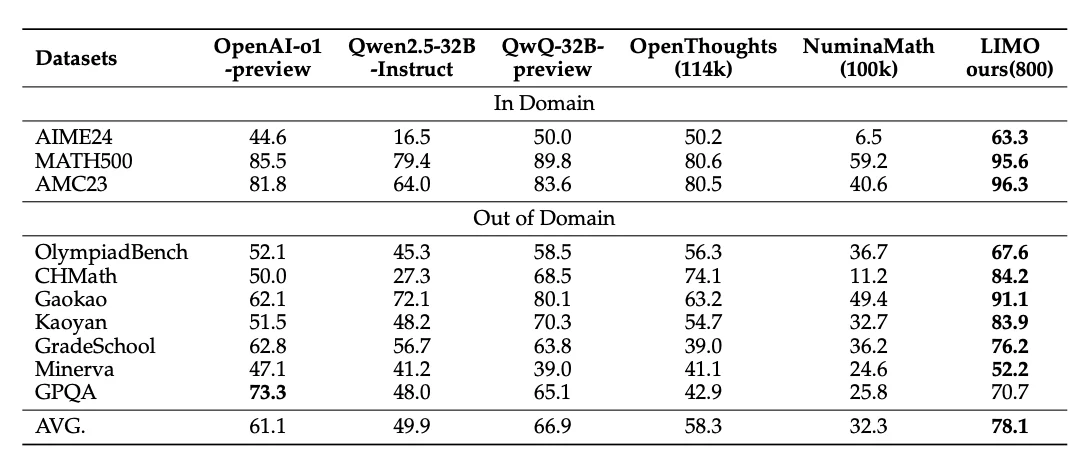 Datasets OpenAI-o1 -preview Qwen2.5-32B -Instruct QwQ-32B- preview OpenThoughts (114k) NuminaMath (100k) LIMO ours(800)
In Domain
AIME24 44.6 16.5 50.0 50.2 6.5 63.3
MATH500 85.5 79.4 89.8 80.6 59.2 95.6
AMC23 81.8 64.0 83.6 80.5 40.6 96.3
Out of Domain
OlympiadBench 52.1 45.3 58.5 56.3 36.7 67.6
CHMath 50.0 27.3 68.5 74.1 11.2 84.2
Gaokao 62.1 72.1 80.1 63.2 49.4 91.1
Kaoyan 51.5 48.2 70.3 54.7 32.7 83.9
GradeSchool 62.8 56.7 63.8 39.0 36.2 76.2
Minerva 47.1 41.2 39.0 41.1 24.6 52.2
GPQA 73.3 48.0 65.1 42.9 25.8 70.7
AVG. 61.1 49.9 66.9 58.3 32.3 78.1